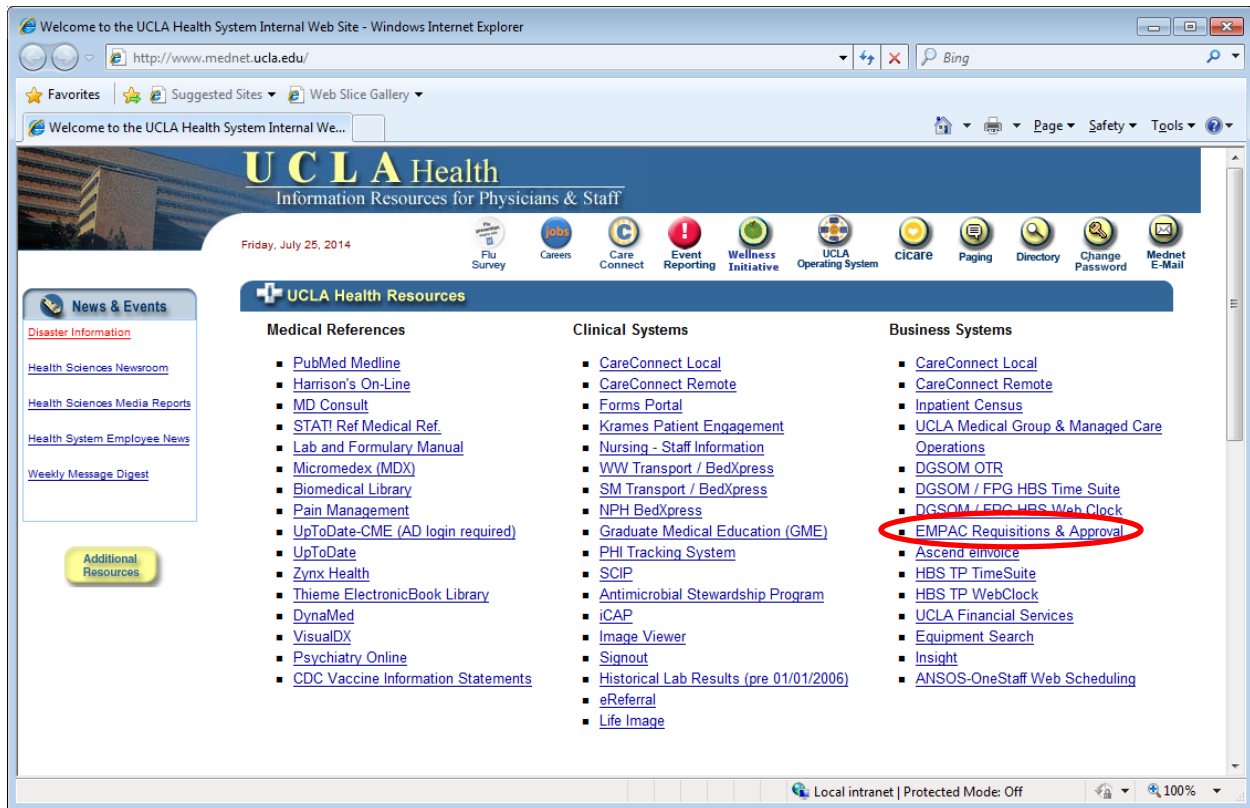 Welcome to the UCLA Health System Internal Web Site - Windows Internet Explorer
http://www.mednet.ucla.edu/
Bing
Favorites
Suggested Sites
Web Slice Gallery
Welcome to the UCLA Health System Internal We...
Page
Safety
Tools
UCLA Health
Information Resources for Physicians & Staff
Friday, July 25, 2014
Flu
Survey
jobs
Careers
Care
Connect
Event
Reporting
Wellness
Initiative
UCLA
Operating System
cicare
Paging
Directory
Change
Password
Mednet
E-Mail
News & Events
Disaster Information
Health Sciences Newsroom
Health Sciences Media Reports
Health System Employee News
Weekly Message Digest
Additional
Resources
UCLA Health Resources
Medical References
PubMed Medline
Harrison's On-Line
MD Consult
STAT! Ref Medical Ref.
Lab and Formulary Manual
Micromedex (MDX)
Biomedical Library
Pain Management
UpToDate-CME (AD login required)
UpToDate
Zynx Health
Thieme ElectronicBook Library
DynaMed
VisualDX
Psychiatry Online
CDC Vaccine Information Statements
Clinical Systems
CareConnect Local
CareConnect Remote
Forms Portal
Krames Patient Engagement
Nursing - Staff Information
WW Transport / BedXpress
SM Transport / BedXpress
NPH BedXpress
Graduate Medical Education (GME)
PHI Tracking System
SCIP
Antimicrobial Stewardship Program
iCAP
Image Viewer
Signout
Historical Lab Results (pre 01/01/2006)
eReferral
Life Image
Business Systems
CareConnect Local
CareConnect Remote
Inpatient Census
UCLA Medical Group & Managed Care
Operations
DGSOM OTR
DGSOM / FPG HBS Time Suite
DGSOM / FPG HBS Web Clock
EMPAC Requisitions & Approval
Ascend eInvoice
HBS TP TimeSuite
HBS TP WebClock
UCLA Financial Services
Equipment Search
Insight
ANSOS-OneStaff Web Scheduling
Local intranet | Protected Mode: Off
100%